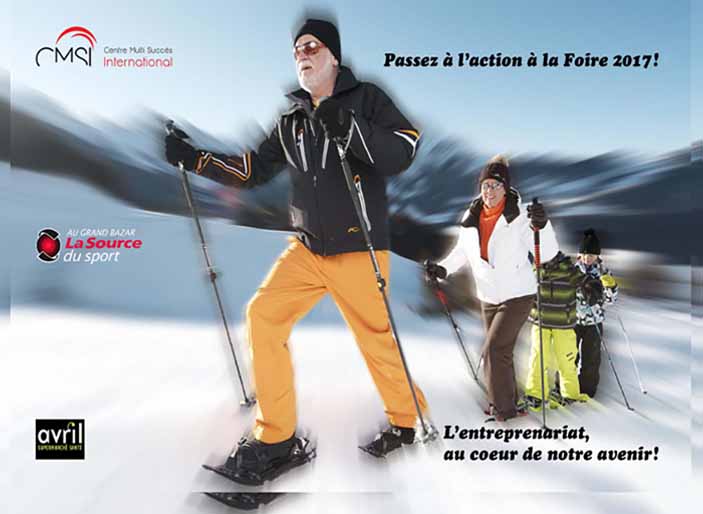 CMSI
Centre Multi Succès
International
Passez à l'action à la Foire 2017!
AU GRAND BAZAR
La Source
du sport
avril
SUPERMARCHÉ SANTÉ
L'entreprenariat,
au coeur de notre avenir!